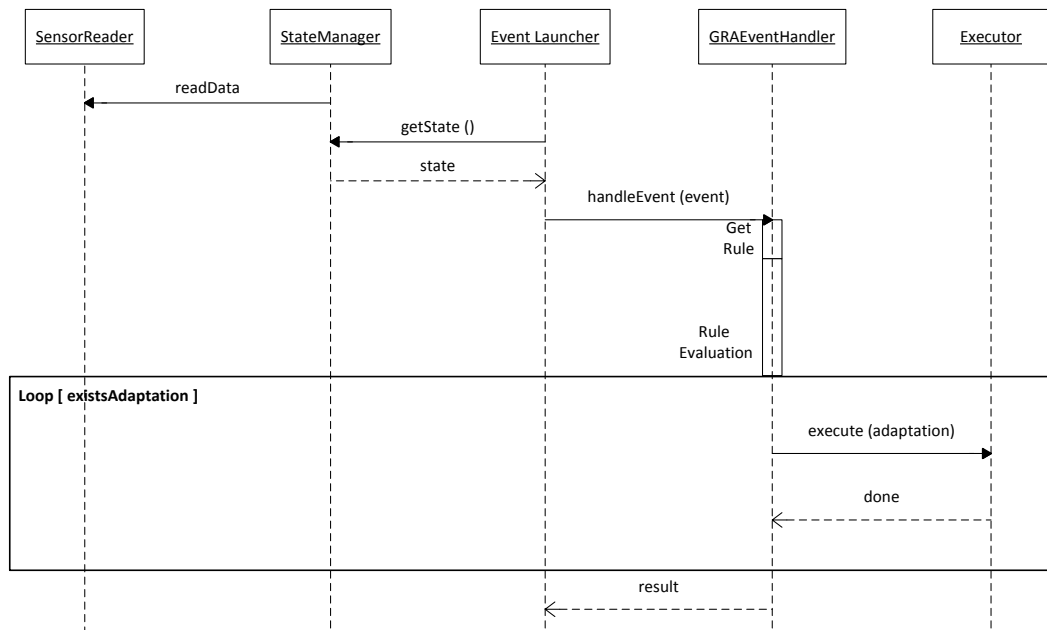 SensorReader
StateManager
Event Launcher
GRAEventHandler
Executor
readData
getState ()
state
handleEvent (event)
Get
Rule
Rule
Evaluation
Loop [ existsAdaptation ]
execute (adaptation)
done
result